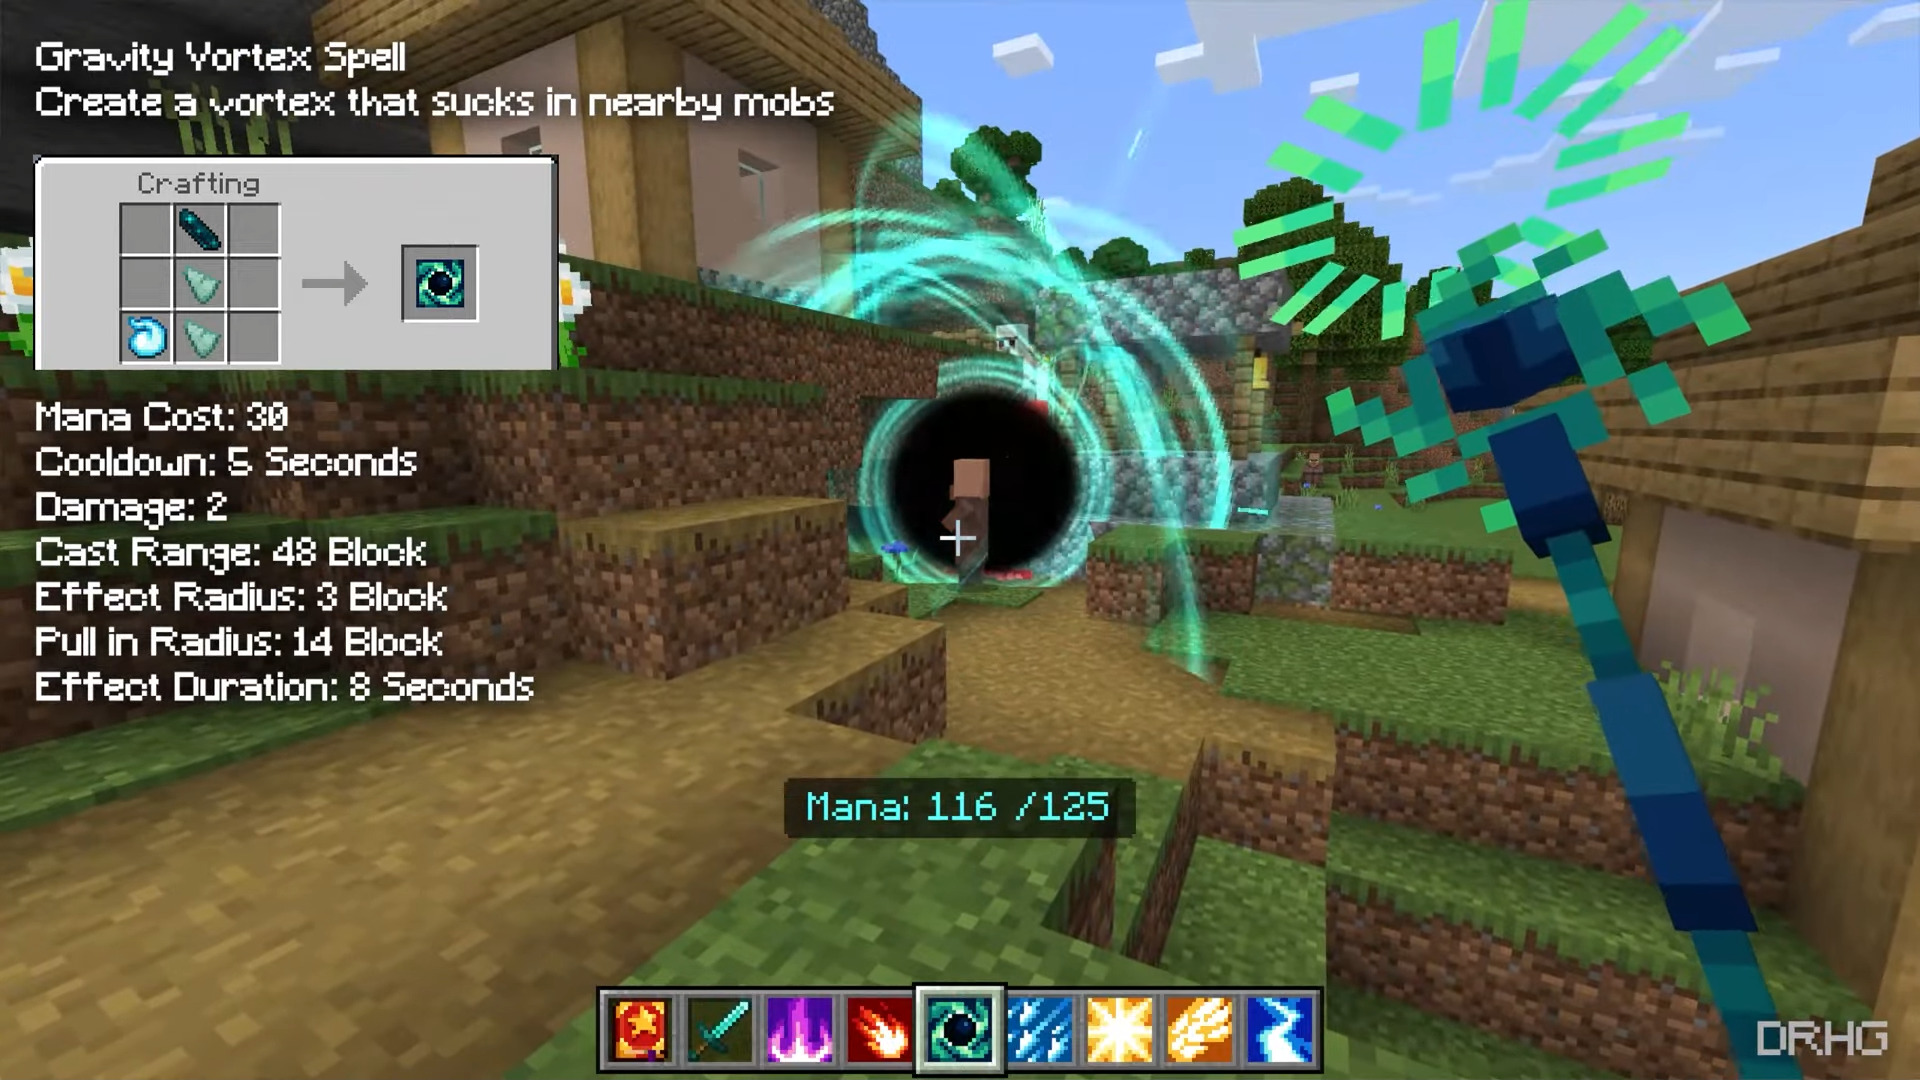 Gravity Vortex Spell
Create a vortex that sucks in nearby mobs
Crafting
Mana Cost: 30
Cooldown: 5 Seconds
Damage: 2
Cast Range: 48 Block
Effect Radius: 3 Block
Pull in Radius: 14 Block
Effect Duration: 8 Seconds
Mana: 116 /125
DRHG